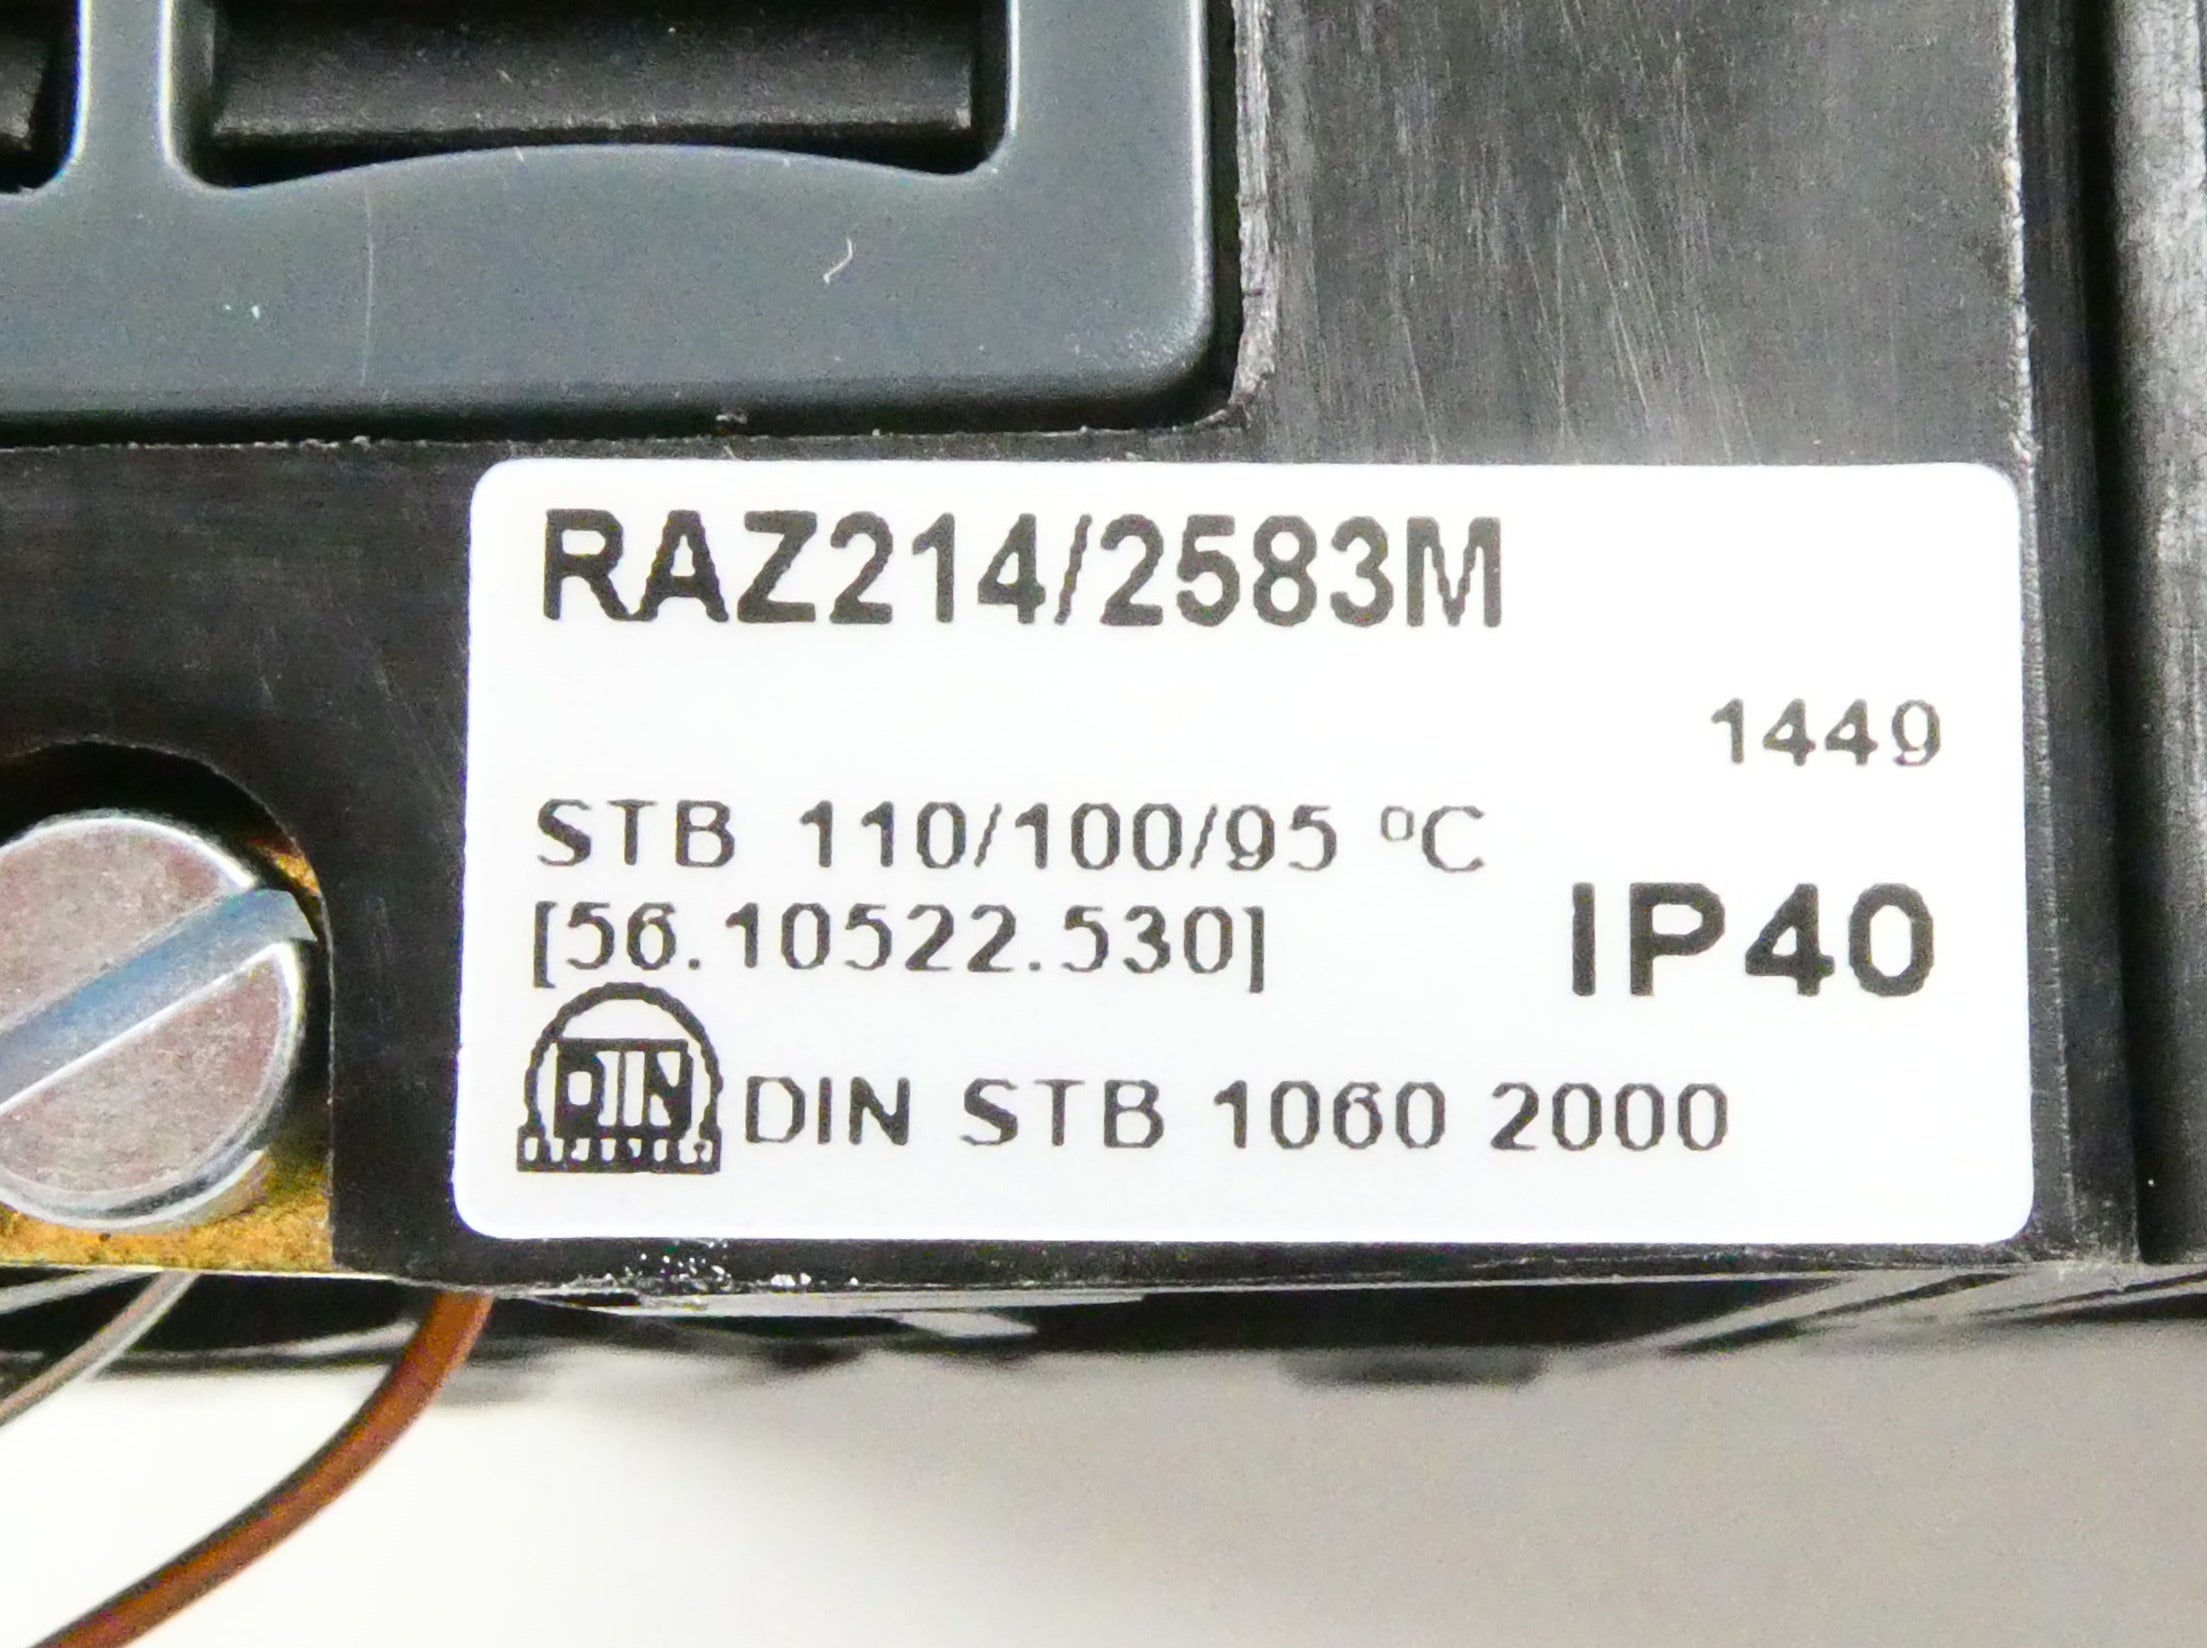 RAZ214/2583M
1449
STB 110/100/95 °C
[56.10522.530]
IP40
DIN DIN STB 1060 2000